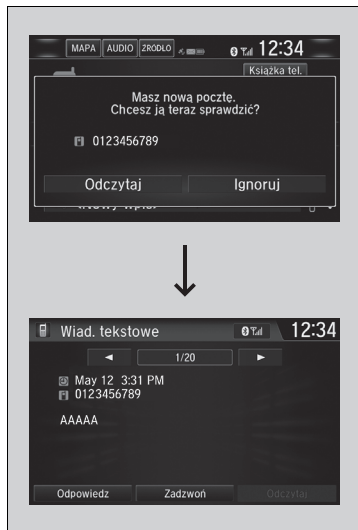 MAPA AUDIO ŹRÓDŁO 12:34
Książka tel.
Masz nową pocztę.
Chcesz ją teraz sprawdzić?
0123456789
Odczytaj Ignoruj
Wiad. tekstowe 12:34
1/20
May 12 3:31 PM
0123456789
AAAAA
Odpowiedz Zadzwoń Odczytaj